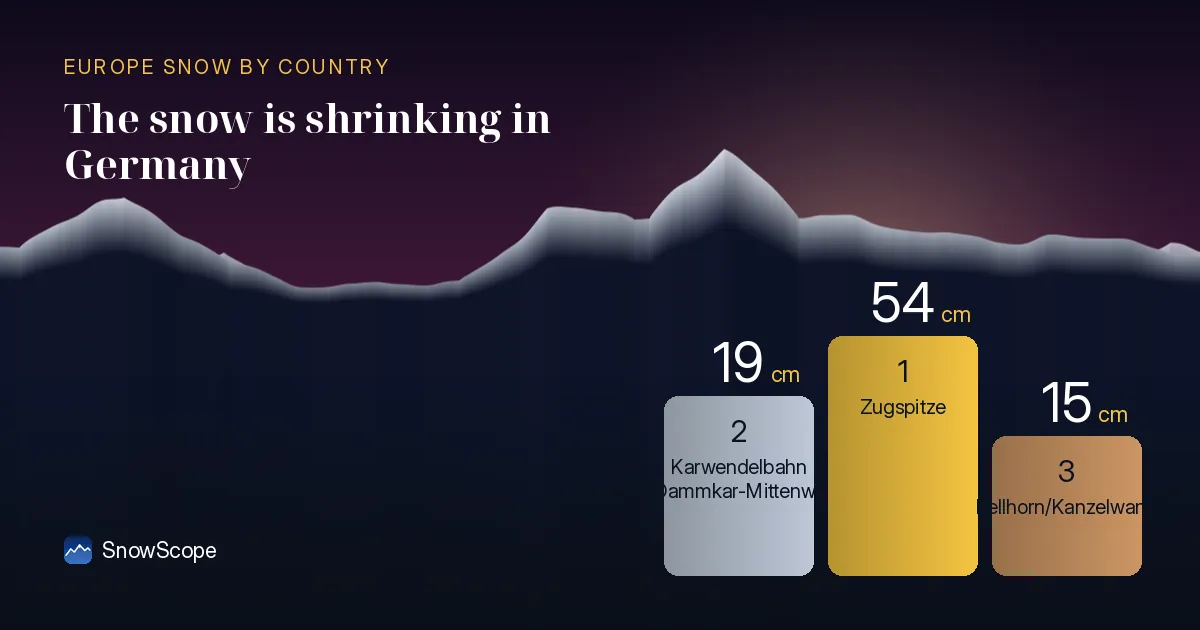 EUROPE SNOW BY COUNTRY
The snow is shrinking in
Germany
54 cm
1
Zugspitze
19 cm
2
Karwendelbahn
15 cm
3
SnowScope